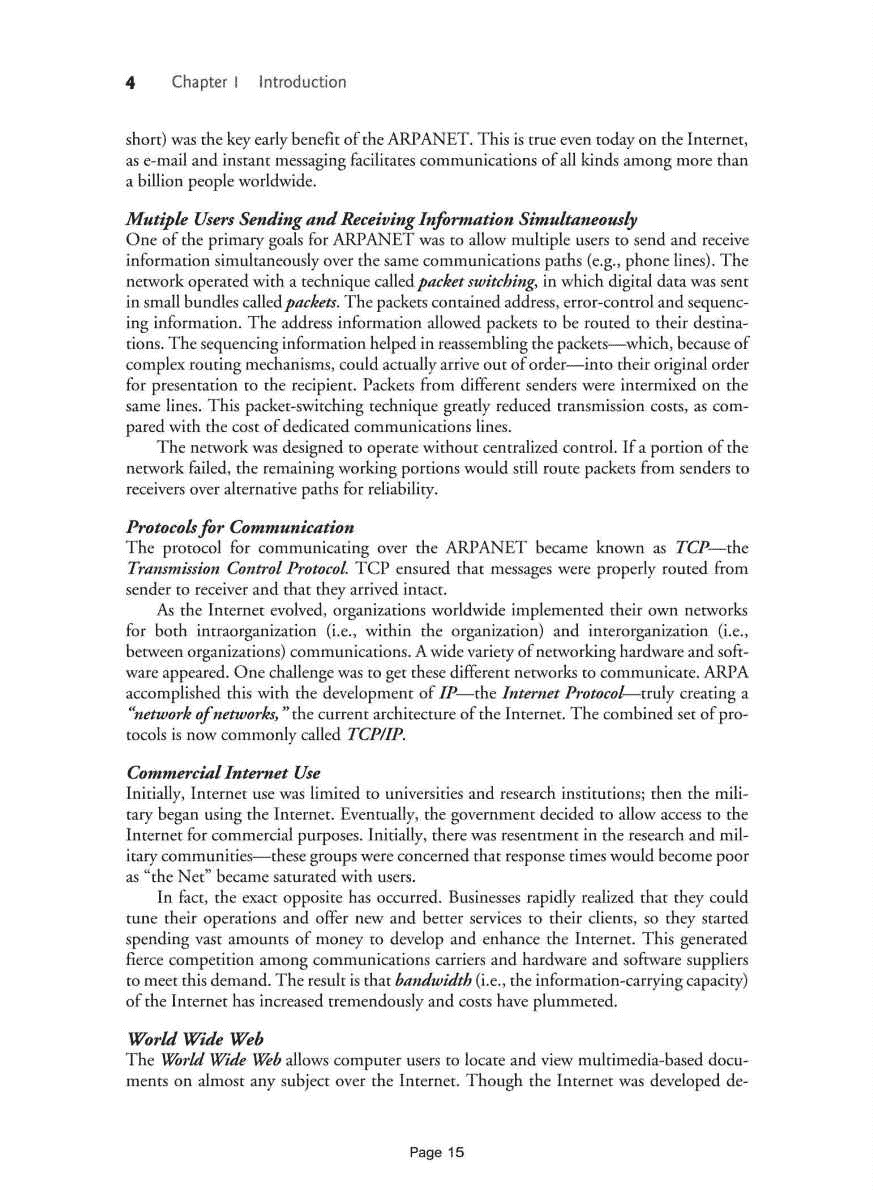 4 Chapter 1 Introduction
short) was the key early benefit of the ARPANET. This is true even today on the Internet,
as e-mail and instant messaging facilitates communications of all kinds among more than
a billion people worldwide.
Mutiple Users Sending and Receiving Information Simultaneously
One of the primary goals for ARPANET was to allow multiple users to send and receive
information simultaneously over the same communications paths (e.g., phone lines). The
network operated with a technique called packet switching, in which digital data was sent
in small bundles called packets. The packets contained address, error-control and sequenc-
ing information. The address information allowed packets to be routed to their destina-
tions. The sequencing information helped in reassembling the packets—which, because of
complex routing mechanisms, could actually arrive out of order—into their original order
for presentation to the recipient. Packets from different senders were intermixed on the
same lines. This packet-switching technique greatly reduced transmission costs, as com-
pared with the cost of dedicated communications lines.
The network was designed to operate without centralized control. If a portion of the
network failed, the remaining working portions would still route packets from senders to
receivers over alternative paths for reliability.
Protocols for Communication
The protocol for communicating over the ARPANET became known as TCP—the
Transmission Control Protocol. TCP ensured that messages were properly routed from
sender to receiver and that they arrived intact.
As the Internet evolved, organizations worldwide implemented their own networks
for both intraorganization (i.e., within the organization) and interorganization (i.e.,
between organizations) communications. A wide variety of networking hardware and soft-
ware appeared. One challenge was to get these different networks to communicate. ARPA
accomplished this with the development of IP—the Internet Protocol—truly creating a
“network of networks,” the current architecture of the Internet. The combined set of pro-
tocols is now commonly called TCP/IP.
Commercial Internet Use
Initially, Internet use was limited to universities and research institutions; then the mili-
tary began using the Internet. Eventually, the government decided to allow access to the
Internet for commercial purposes. Initially, there was resentment in the research and mil-
itary communities—these groups were concerned that response times would become poor
as “the Net” became saturated with users.
In fact, the exact opposite has occurred. Businesses rapidly realized that they could
tune their operations and offer new and better services to their clients, so they started
spending vast amounts of money to develop and enhance the Internet. This generated
fierce competition among communications carriers and hardware and software suppliers
to meet this demand. The result is that bandwidth (i.e., the information-carrying capacity)
of the Internet has increased tremendously and costs have plummeted.
World Wide Web
The World Wide Web allows computer users to locate and view multimedia-based docu-
ments on almost any subject over the Internet. Though the Internet was developed de-
Page 15